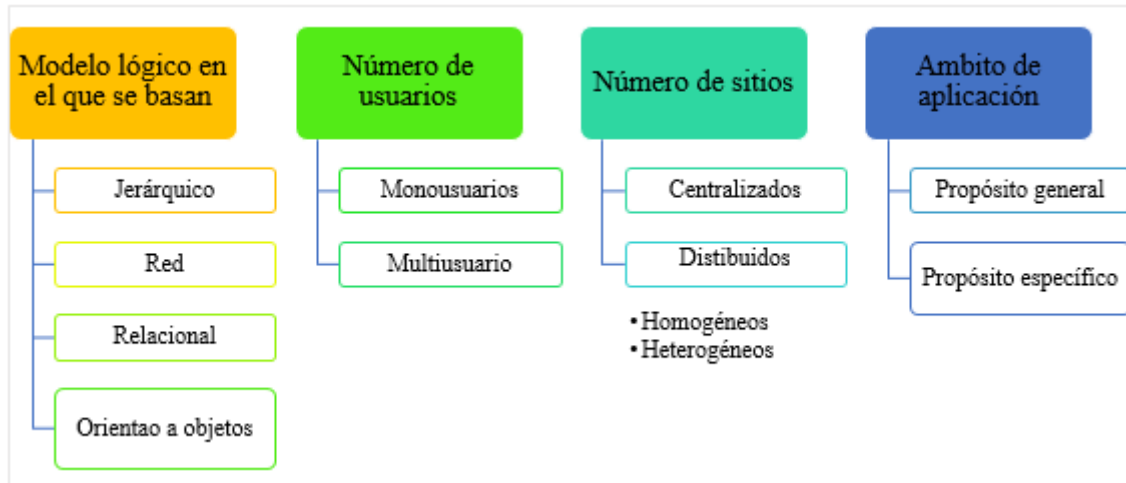 Modelo lógico en
el que se basan
Jerárquico
Red
Relacional
Orientao a objetos
Número de
usuarios
Monousuarios
Multiusuario
Número de sitios
Centralizados
Distibuidos
• Homogéneos
• Heterogéneos
Ambito de
aplicación
Propósito general
Propósito específico